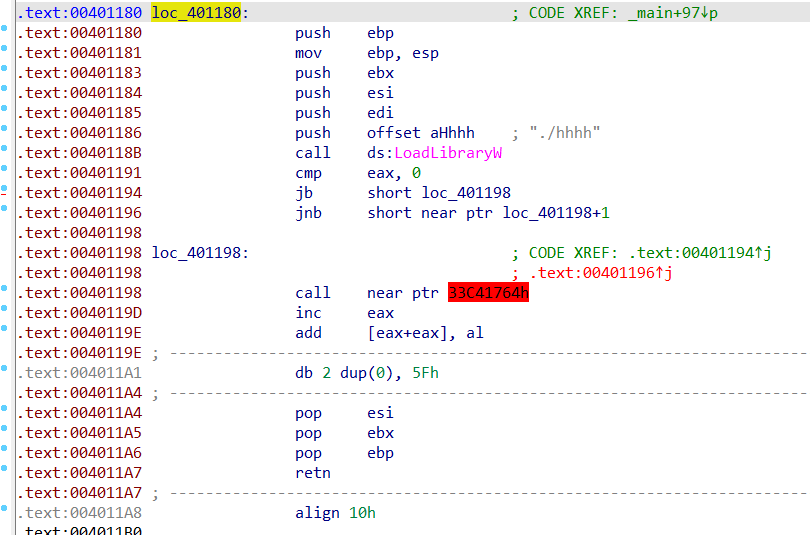 .text:00401180 loc_401180: ; CODE XREF: _main+97↓p
.text:00401180 push ebp
.text:00401181 mov ebp, esp
.text:00401183 push ebx
.text:00401184 push esi
.text:00401185 push edi
.text:00401186 push offset aHhhh ; "./hhhh"
.text:0040118B call ds:LoadLibraryW
.text:00401191 cmp eax, 0
.text:00401194 jb short loc_401198
.text:00401196 jnb short near ptr loc_401198+1
.text:00401198
.text:00401198 loc_401198: ; CODE XREF: .text:00401194↑j
.text:00401198 ; .text:00401196↑j
.text:00401198 call near ptr 33C41764h
.text:0040119D inc eax
.text:0040119E add [eax+eax], al
.text:0040119E ; ---------------------------------------------------------------------------
.text:004011A1 db 2 dup(0), 5Fh
.text:004011A4 ; ---------------------------------------------------------------------------
.text:004011A4 pop esi
.text:004011A5 pop ebx
.text:004011A6 pop ebp
.text:004011A7 retn
.text:004011A7 ; ---------------------------------------------------------------------------
.text:004011A8 align 10h
.text:004011B0